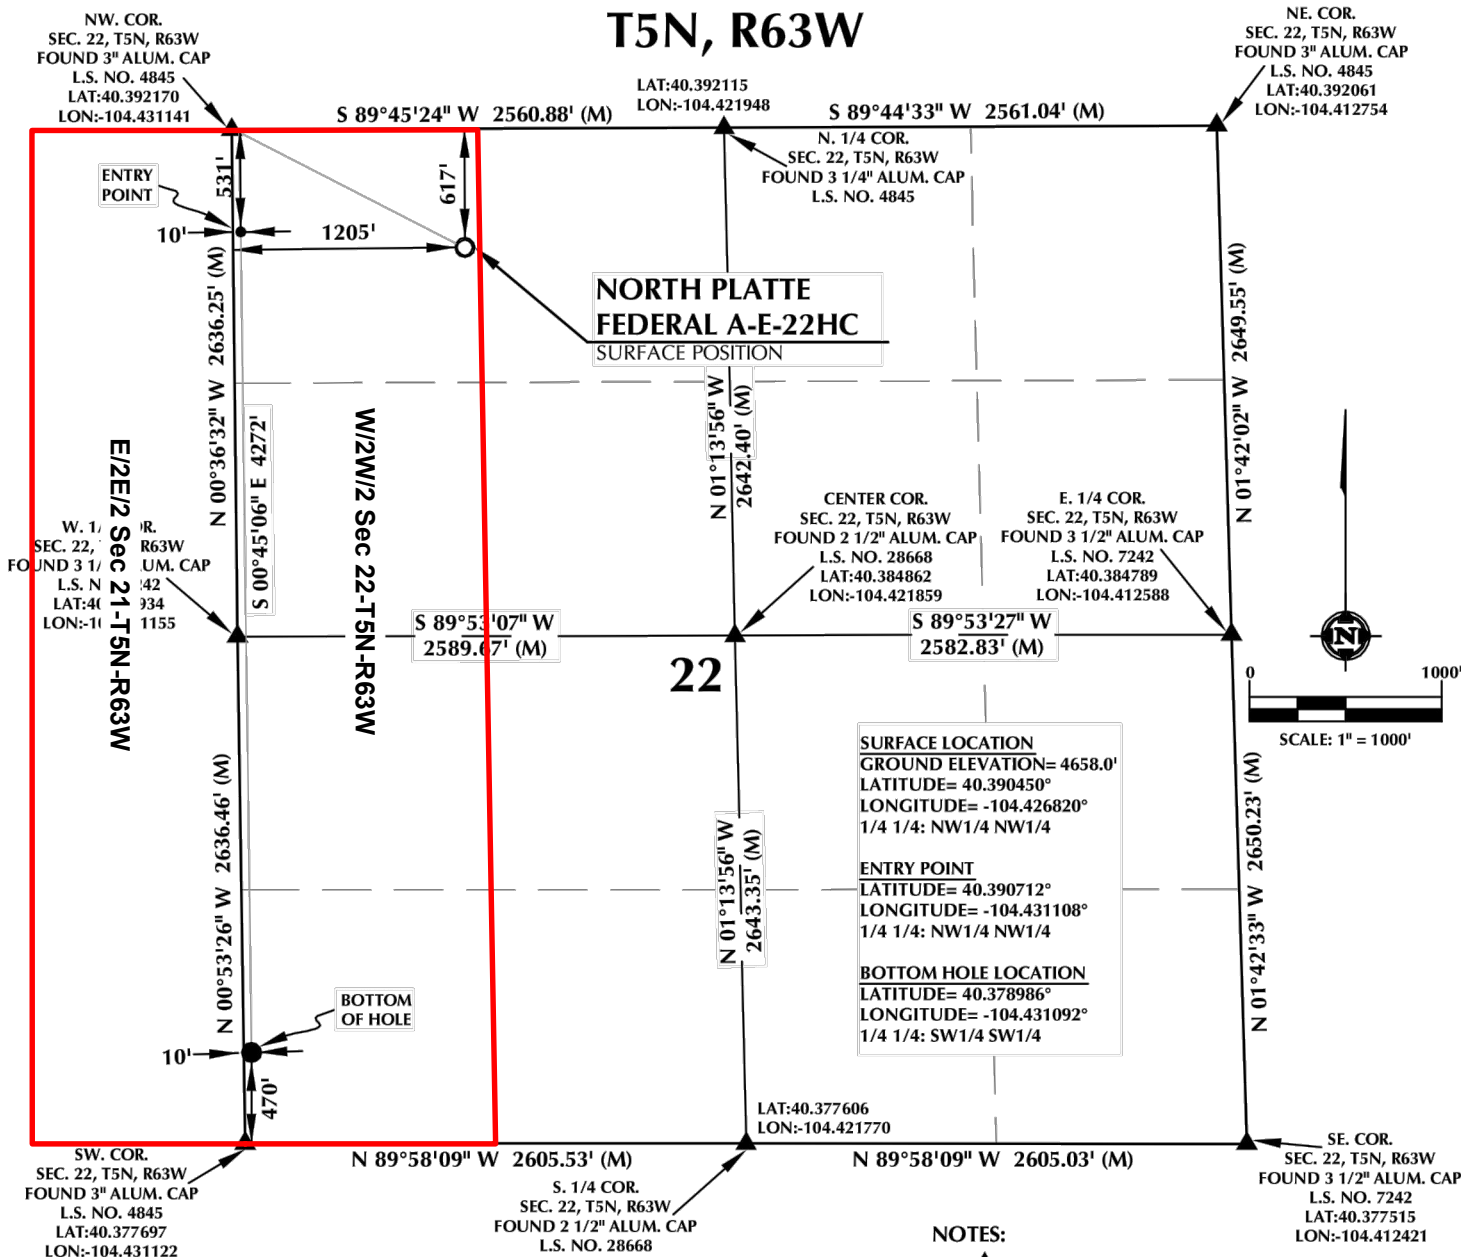 T5N, R63W
NW. COR.
SEC. 22, T5N, R63W
FOUND 3" ALUM. CAP
L.S. NO. 4845
LAT:40.392170
LON:-104.431141
S 89°45'24" W 2560.88' (M)
LAT:40.392115
LON:-104.421948
S 89°44'33" W 2561.04' (M)
NE. COR.
SEC. 22, T5N, R63W
FOUND 3" ALUM. CAP
L.S. NO. 4845
LAT:40.392061
LON:-104.412754
N. 1/4 COR.
SEC. 22, T5N, R63W
FOUND 3 1/4" ALUM. CAP
L.S. NO. 4845
ENTRY
POINT
531'
10'
1205'
617'
NORTH PLATTE
FEDERAL A-E-22HC
SURFACE POSITION
N 00°36'32" W 2636.25' (M)
S 00°45'06" E 4272'
N 01°13'56" W
2642.40' (M)
N 01°42'02" W 2649.55' (M)
E/2E/2 Sec 21-T5N-R63W
W/2W/2 Sec 22-T5N-R63W
W. 1/
SEC. 22, R63W
FOUND 3 ALUM. CAP
CENTER COR.
SEC. 22, T5N, R63W
FOUND 2 1/2" ALUM. CAP
L.S. NO. 28668
LAT:40.384862
LON:-104.421859
E. 1/4 COR.
SEC. 22, T5N, R63W
FOUND 3 1/2" ALUM. CAP
L.S. NO. 7242
LAT:40.384789
LON:-104.412588
S 89°53'07" W
2589.67' (M)
S 89°53'27" W
2582.83' (M)
22
N
0 1000'
SCALE: 1" = 1000'
SURFACE LOCATION
GROUND ELEVATION= 4658.0'
LATITUDE= 40.390450°
LONGITUDE= -104.426820°
1/4 1/4: NW1/4 NW1/4
ENTRY POINT
LATITUDE= 40.390712°
LONGITUDE= -104.431108°
1/4 1/4: NW1/4 NW1/4
BOTTOM HOLE LOCATION
LATITUDE= 40.378986°
LONGITUDE= -104.431092°
1/4 1/4: SW1/4 SW1/4
N 00°53'26" W 2636.46' (M)
N 01°13'56" W
2643.35' (M)
N 01°42'33" W 2650.23' (M)
BOTTOM
OF HOLE
10'
470'
LAT:40.377606
LON:-104.421770
N 89°58'09" W 2605.53' (M)
N 89°58'09" W 2605.03' (M)
SW. COR.
SEC. 22, T5N, R63W
FOUND 3" ALUM. CAP
L.S. NO. 4845
LAT:40.377697
LON:-104.431122
S. 1/4 COR.
SEC. 22, T5N, R63W
FOUND 2 1/2" ALUM. CAP
L.S. NO. 28668
SE. COR.
SEC. 22, T5N, R63W
FOUND 3 1/2" ALUM. CAP
L.S. NO. 7242
LAT:40.377515
LON:-104.412421
NOTES: